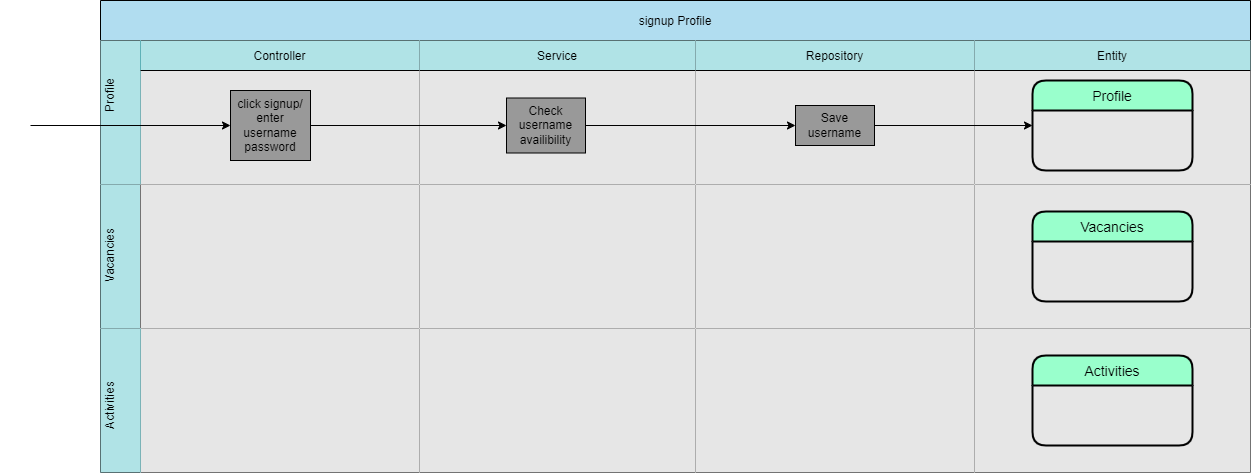 signup Profile
Controller
Service
Repository
Entity
Profile
click signup/
enter
username
password
Check
username
availibility
Save
username
Profile
Vacancies
Vacancies
Activities
Activities